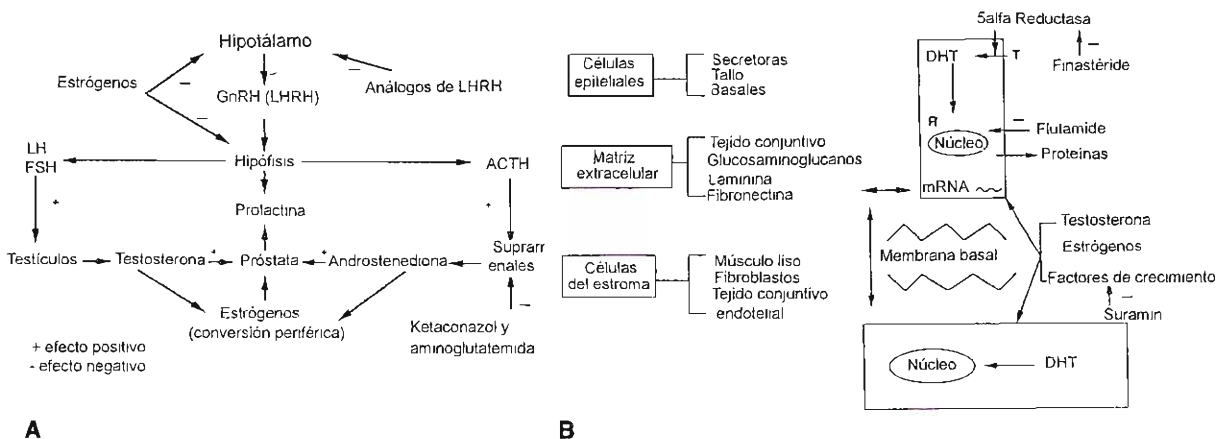 Hipotálamo
Estrógenos
Análogos de LHRH
GnRH (LHRH)
LH
FSH
Hipófisis
ACTH
Prolactina
Testículos
Testosterona
Próstata
Androstenediona
Suprarr
enales
Estrógenos
(conversión periférica)
Ketaconazol y
aminoglutatemida
+ efecto positivo
- efecto negativo
A
Células
epiteliales
Secretoras
Tallo
Basales
Matriz
extracelular
Tejido conjuntivo
Glucosaminoglucanos
Laminina
Fibronectina
Células
del estroma
Músculo liso
Fibroblastos
Tejido conjuntivo
endotelial
5alfa Reductasa
DHT
T
Finastéride
Núcleo
Flutamide
Proteínas
mRNA
Membrana basal
Testosterona
Estrógenos
Factores de crecimiento
Suramin
Núcleo
DHT
B